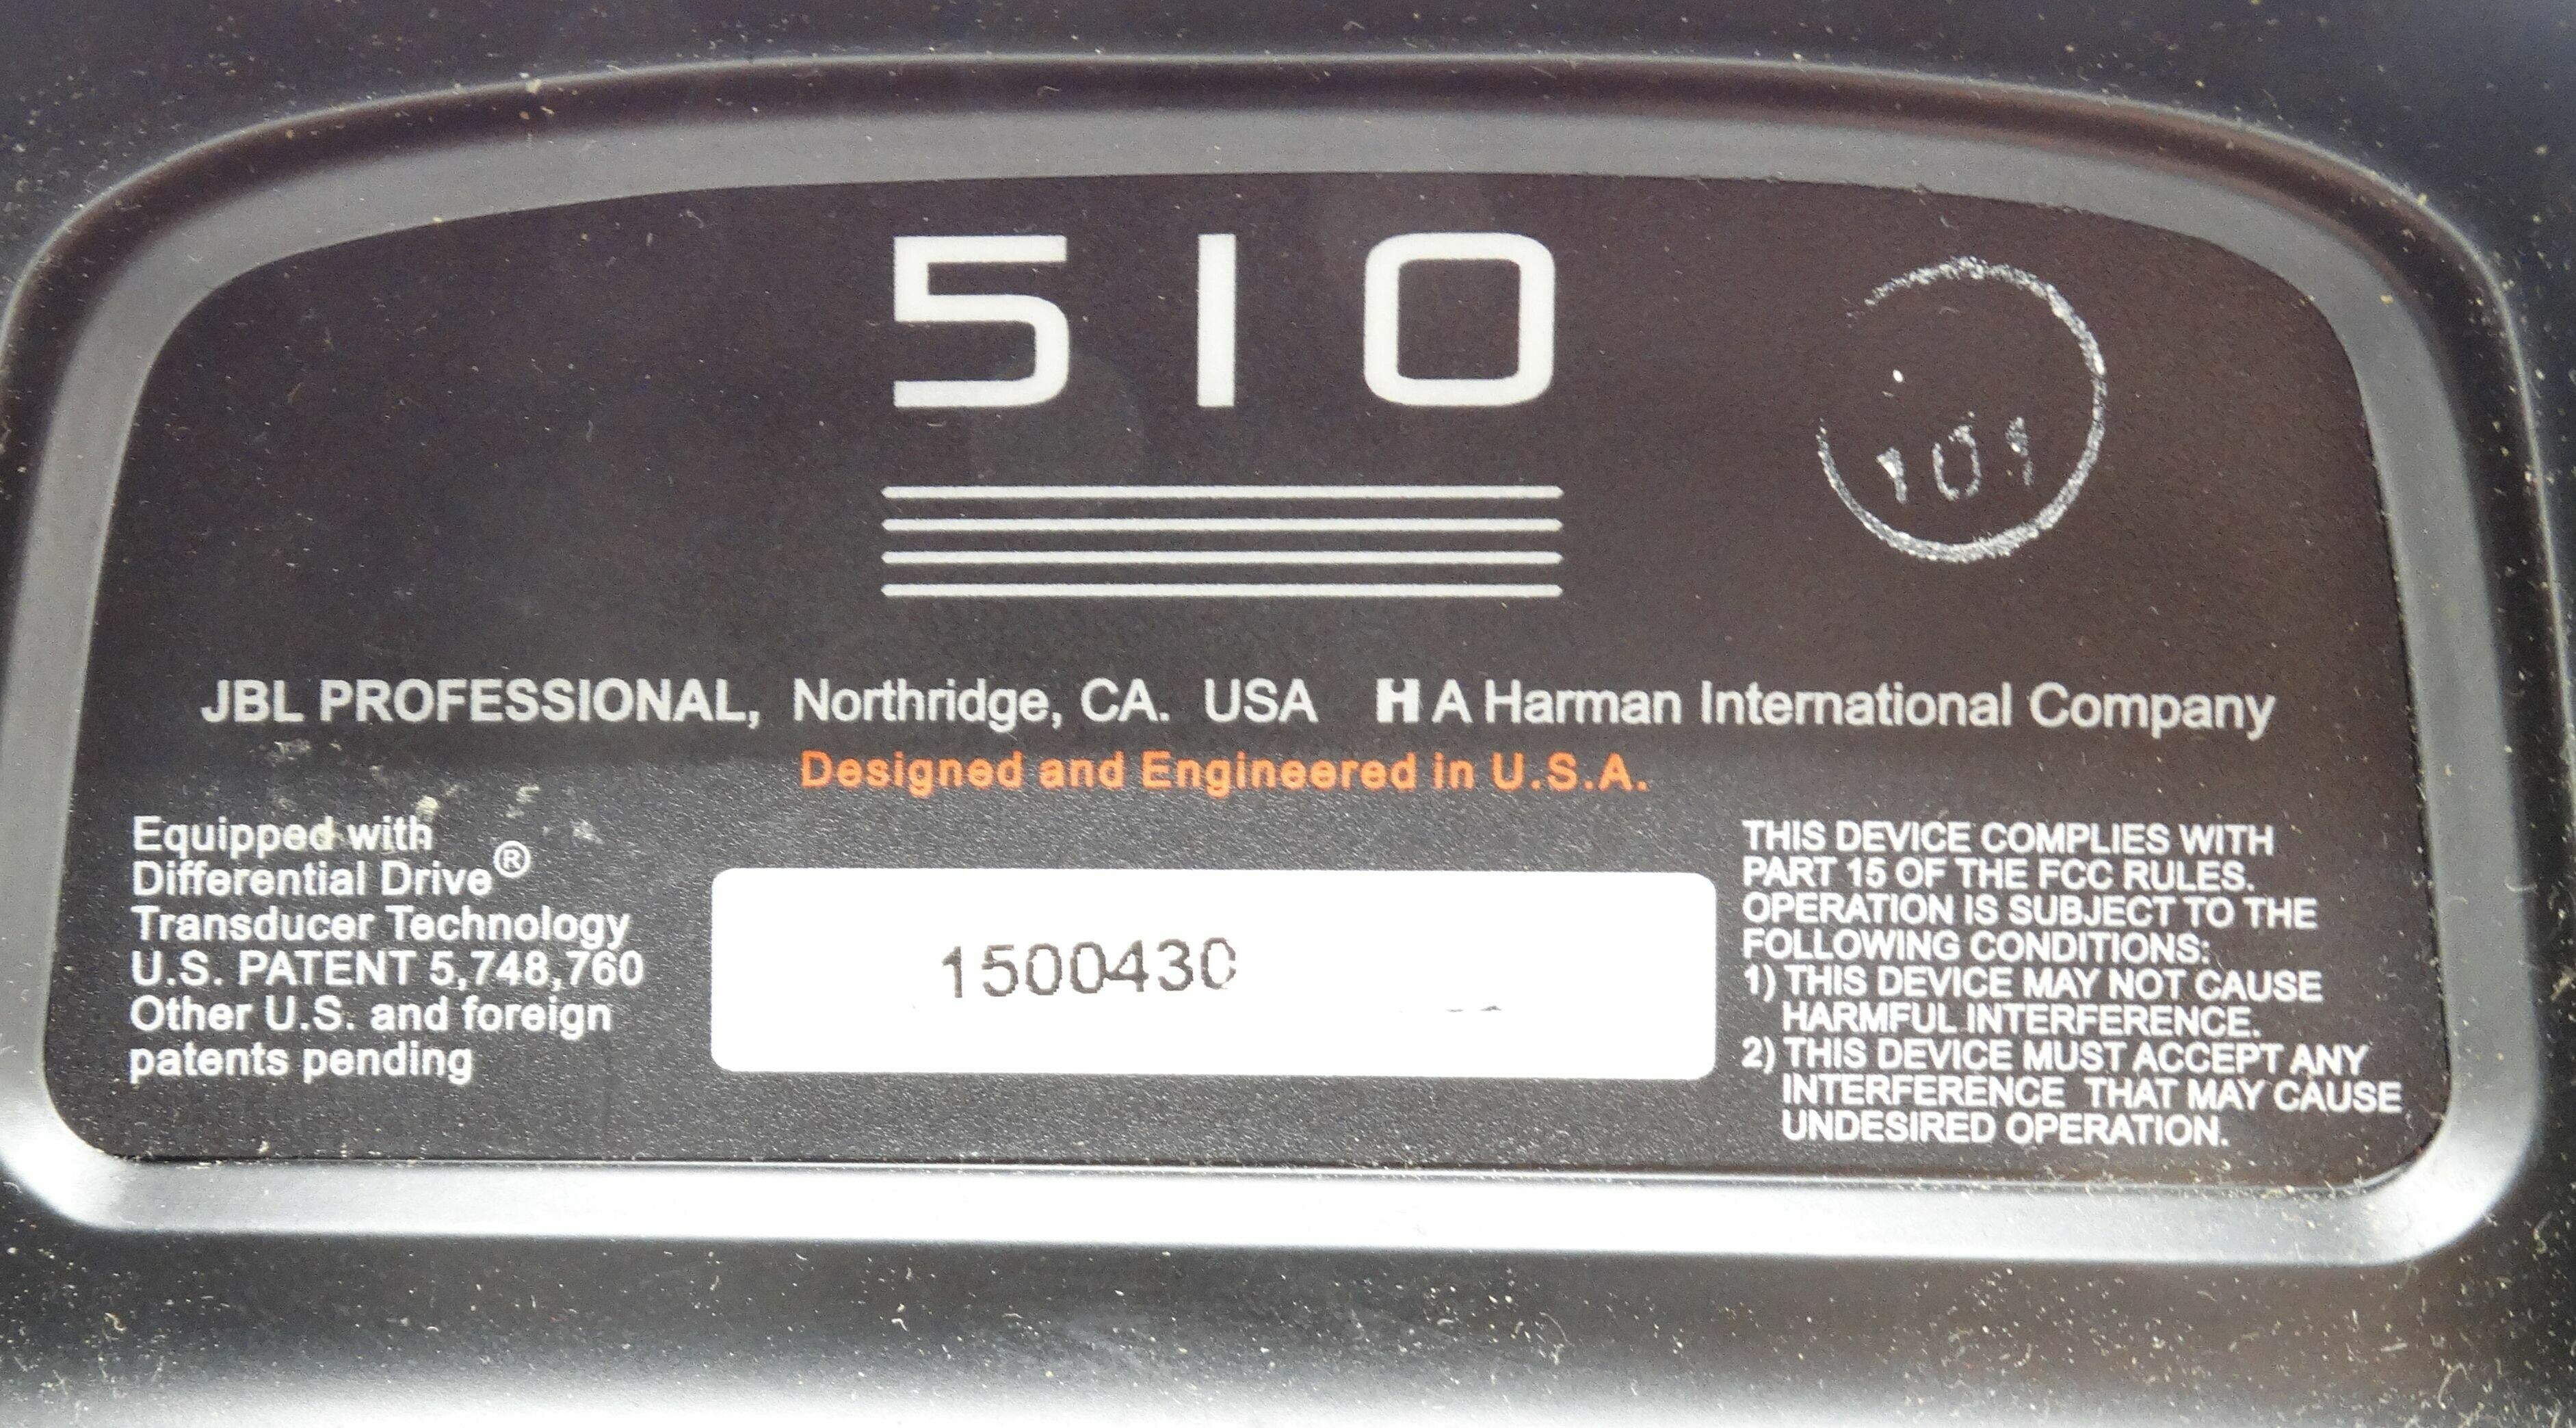 510
101
JBL PROFESSIONAL, Northridge, CA. USA H A Harman International Company
Designed and Engineered in U.S.A.
Equipped with
Differential Drive®
Transducer Technology
U.S. PATENT 5,748,760
Other U.S. and foreign
patents pending
1500430
THIS DEVICE COMPLIES WITH
PART 15 OF THE FCC RULES.
OPERATION IS SUBJECT TO THE
FOLLOWING CONDITIONS:
1) THIS DEVICE MAY NOT CAUSE
HARMFUL INTERFERENCE.
2) THIS DEVICE MUST ACCEPT ANY
INTERFERENCE THAT MAY CAUSE
UNDESIRED OPERATION.